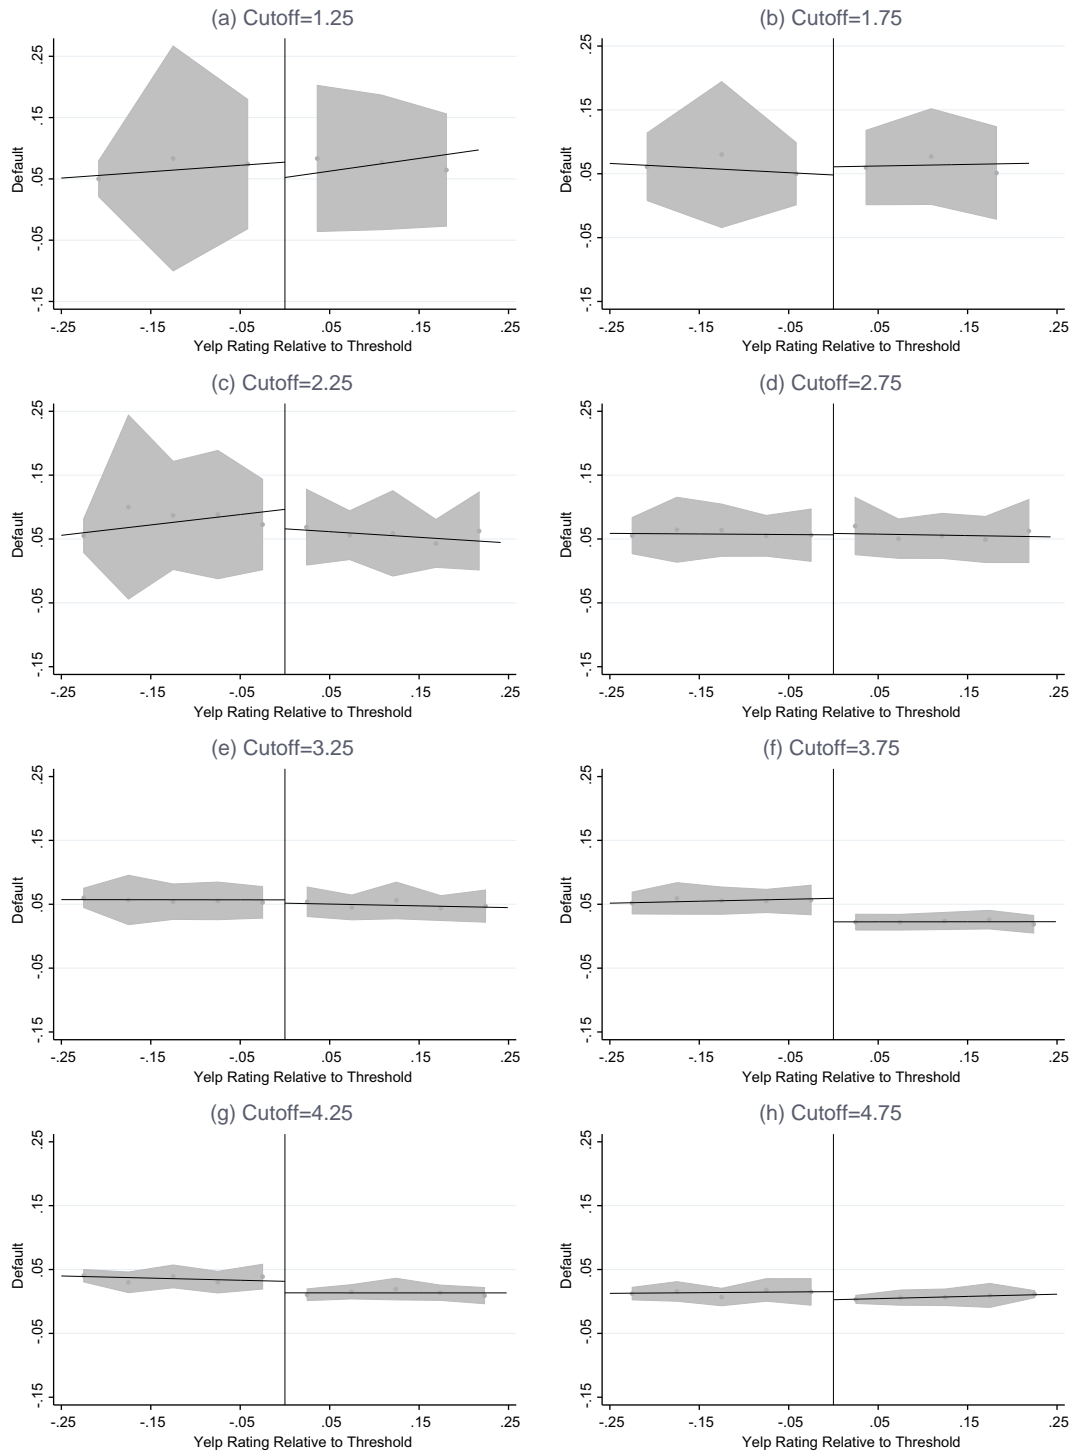 (a) Cutoff=1.25
Default
.25
.15
.05
-.05
-.15
-.25 -.15 -.05 .05 .15 .25
Yelp Rating Relative to Threshold
(b) Cutoff=1.75
Default
.25
.15
.05
-.05
-.15
-.25 -.15 -.05 .05 .15 .25
Yelp Rating Relative to Threshold
(c) Cutoff=2.25
Default
.25
.15
.05
-.05
-.15
-.25 -.15 -.05 .05 .15 .25
Yelp Rating Relative to Threshold
(d) Cutoff=2.75
Default
.25
.15
.05
-.05
-.15
-.25 -.15 -.05 .05 .15 .25
Yelp Rating Relative to Threshold
(e) Cutoff=3.25
Default
.25
.15
.05
-.05
-.15
-.25 -.15 -.05 .05 .15 .25
Yelp Rating Relative to Threshold
(f) Cutoff=3.75
Default
.25
.15
.05
-.05
-.15
-.25 -.15 -.05 .05 .15 .25
Yelp Rating Relative to Threshold
(g) Cutoff=4.25
Default
.25
.15
.05
-.05
-.15
-.25 -.15 -.05 .05 .15 .25
Yelp Rating Relative to Threshold
(h) Cutoff=4.75
Default
.25
.15
.05
-.05
-.15
-.25 -.15 -.05 .05 .15 .25
Yelp Rating Relative to Threshold